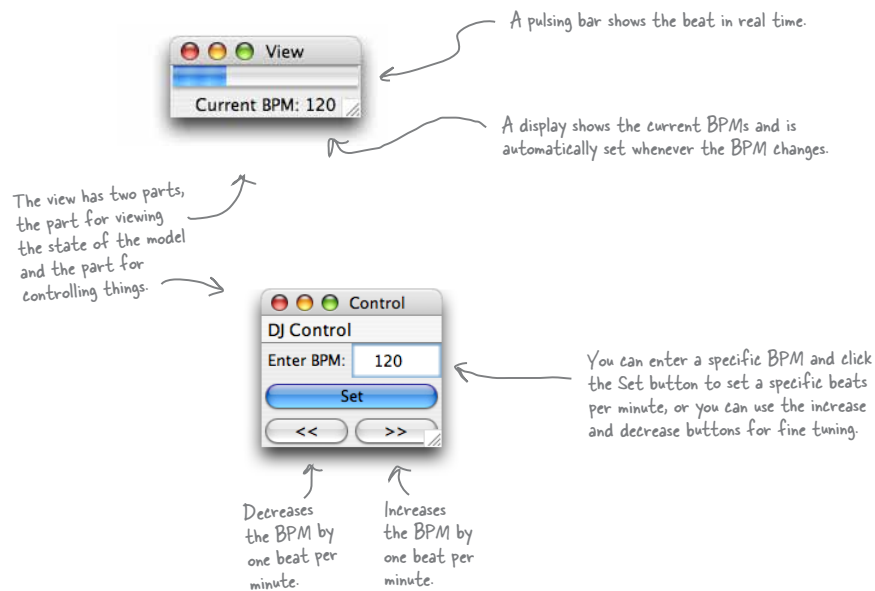 A pulsing bar shows the beat in real time.
View
Current BPM: 120
A display shows the current BPMs and is
automatically set whenever the BPM changes.
The view has two parts,
the part for viewing
the state of the model
and the part for
controlling things.
Control
DJ Control
Enter BPM: 120
Set
<< >>
You can enter a specific BPM and click
the Set button to set a specific beats
per minute, or you can use the increase
and decrease buttons for fine tuning.
Decreases
the BPM by
one beat per
minute.
Increases
the BPM by
one beat per
minute.